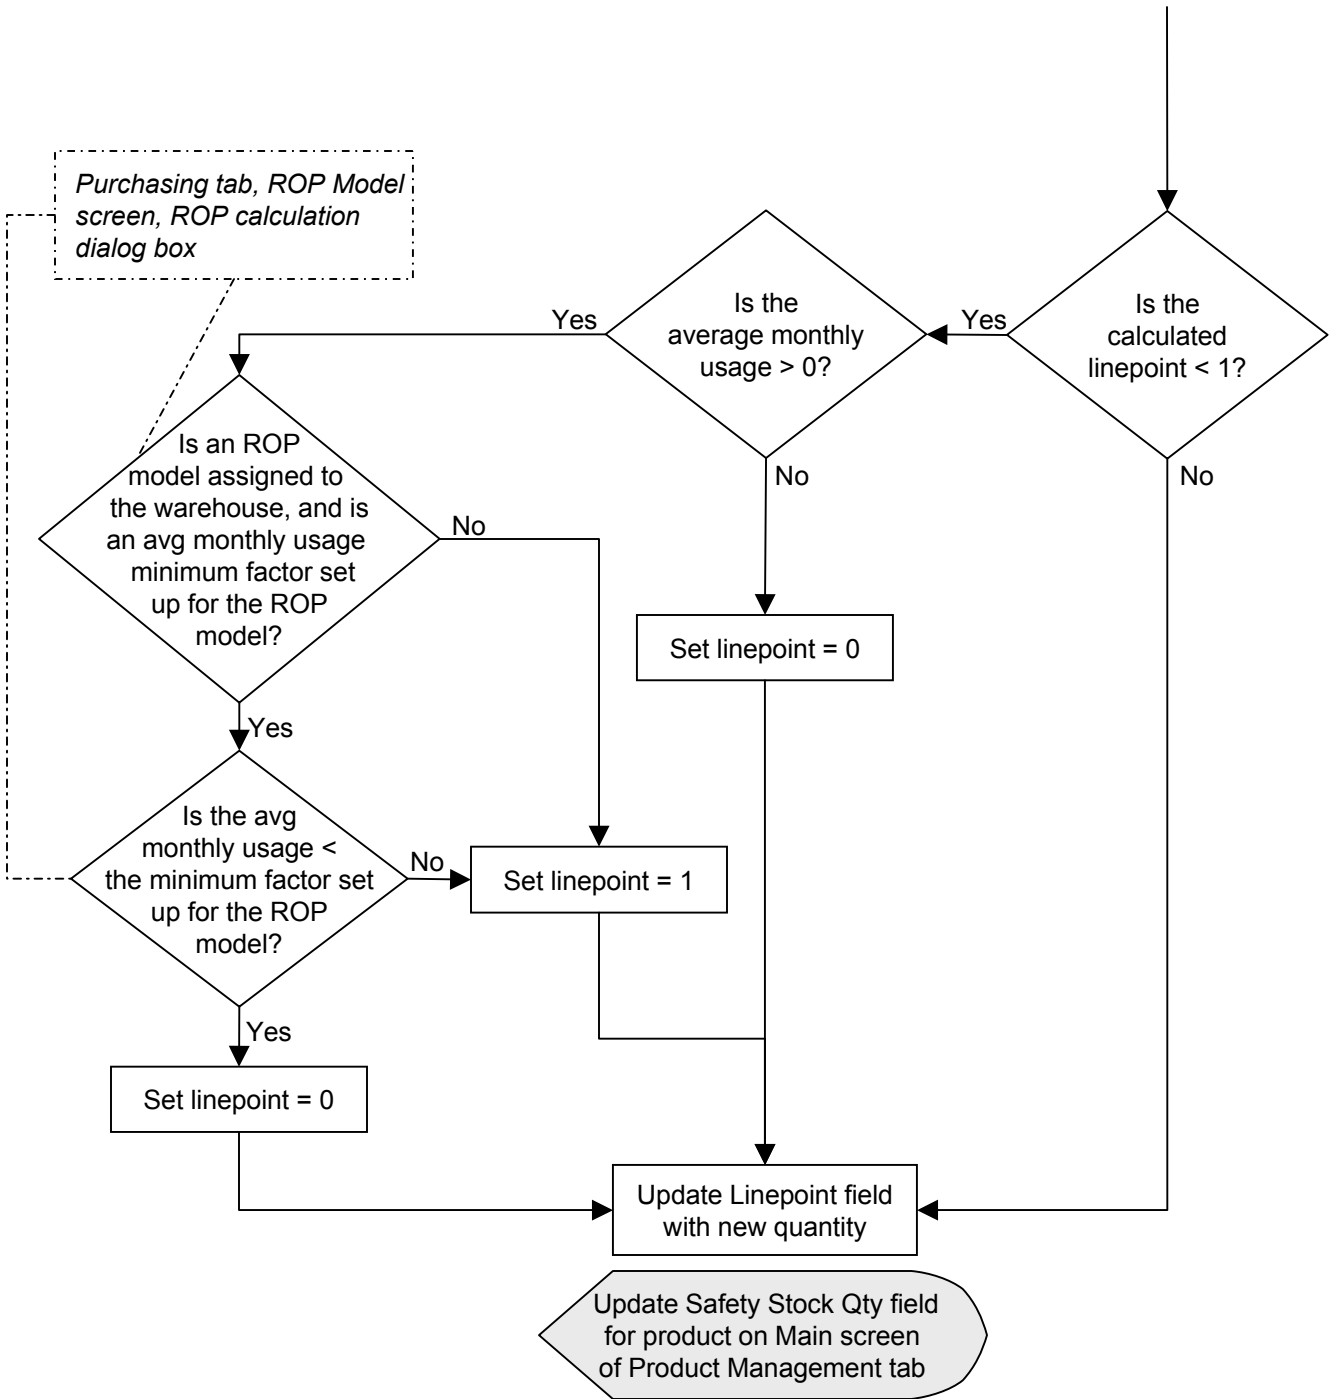 Purchasing tab, ROP Model
screen, ROP calculation
dialog box
Is the
calculated
linepoint < 1?
Yes
No
Is the
average monthly
usage > 0?
Yes
No
Is an ROP
model assigned to
the warehouse, and is
an avg monthly usage
minimum factor set
up for the ROP
model?
No
Yes
Set linepoint = 0
Is the avg
monthly usage <
the minimum factor set
up for the ROP
model?
No
Yes
Set linepoint = 1
Set linepoint = 0
Update Linepoint field
with new quantity
Update Safety Stock Qty field
for product on Main screen
of Product Management tab